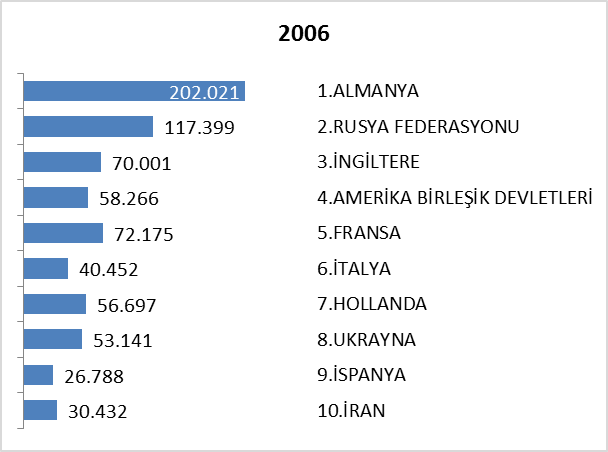 2006
202.021 1.ALMANYA
117.399 2.RUSYA FEDERASYONU
70.001 3.İNGİLTERE
58.266 4.AMERİKA BİRLEŞİK DEVLETLERİ
72.175 5.FRANSA
40.452 6.İTALYA
56.697 7.HOLLANDA
53.141 8.UKRAYNA
26.788 9.İSPANYA
30.432 10.İRAN